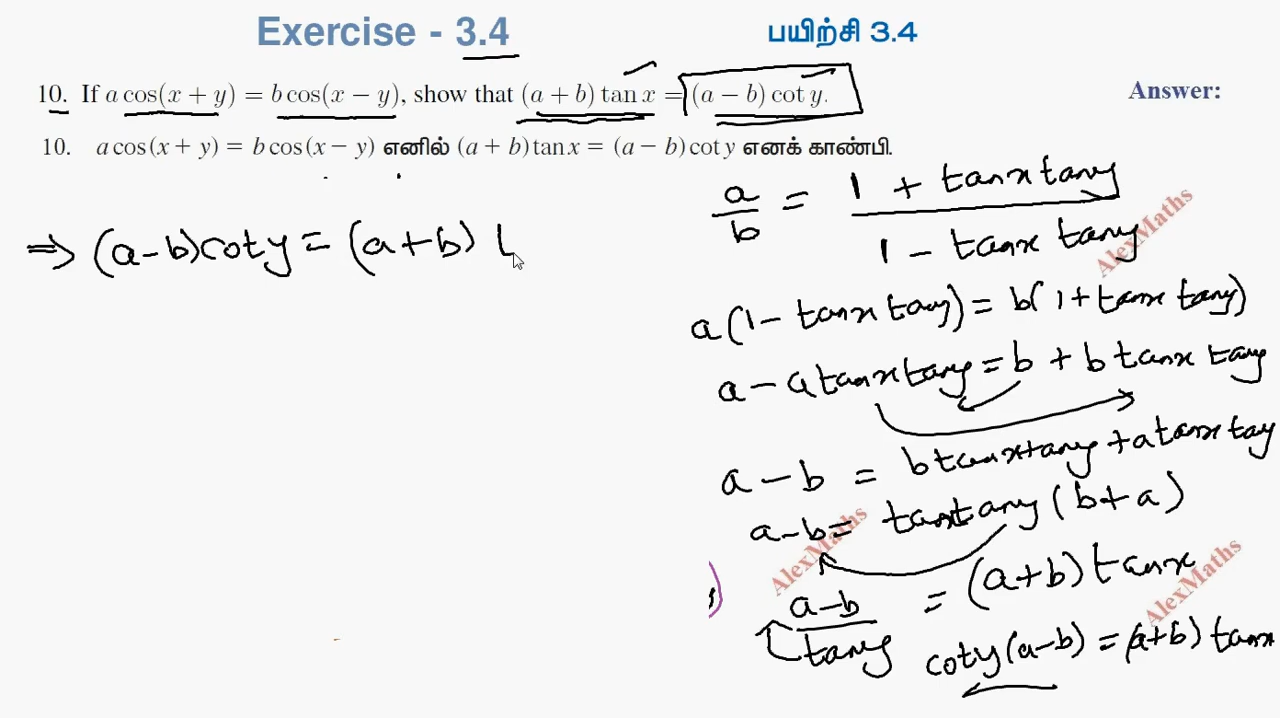 Exercise - 3.4
பயிற்சி 3.4
10. If a cos(x + y) = b cos(x − y), show that (a + b) tan x = (a − b) cot y.
Answer:
10. a cos(x + y) = b cos(x − y) எனில் (a + b) tan x = (a − b) cot y எனக் காண்பி.
⇒ (a-b)coty = (a+b) t
a/b = (1 + tanx tany)/(1 - tanx tany)
a(1 - tanx tany) = b(1 + tanx tany)
a - a tanx tany = b + b tanx tany
a - b = b tanx tany + a tanx tay
a-b = tanx tany (b+a)
(a-b)/tany = (a+b) tanx
coty (a-b) = (a+b) tanx
AlexMaths
AlexMaths
AlexMaths